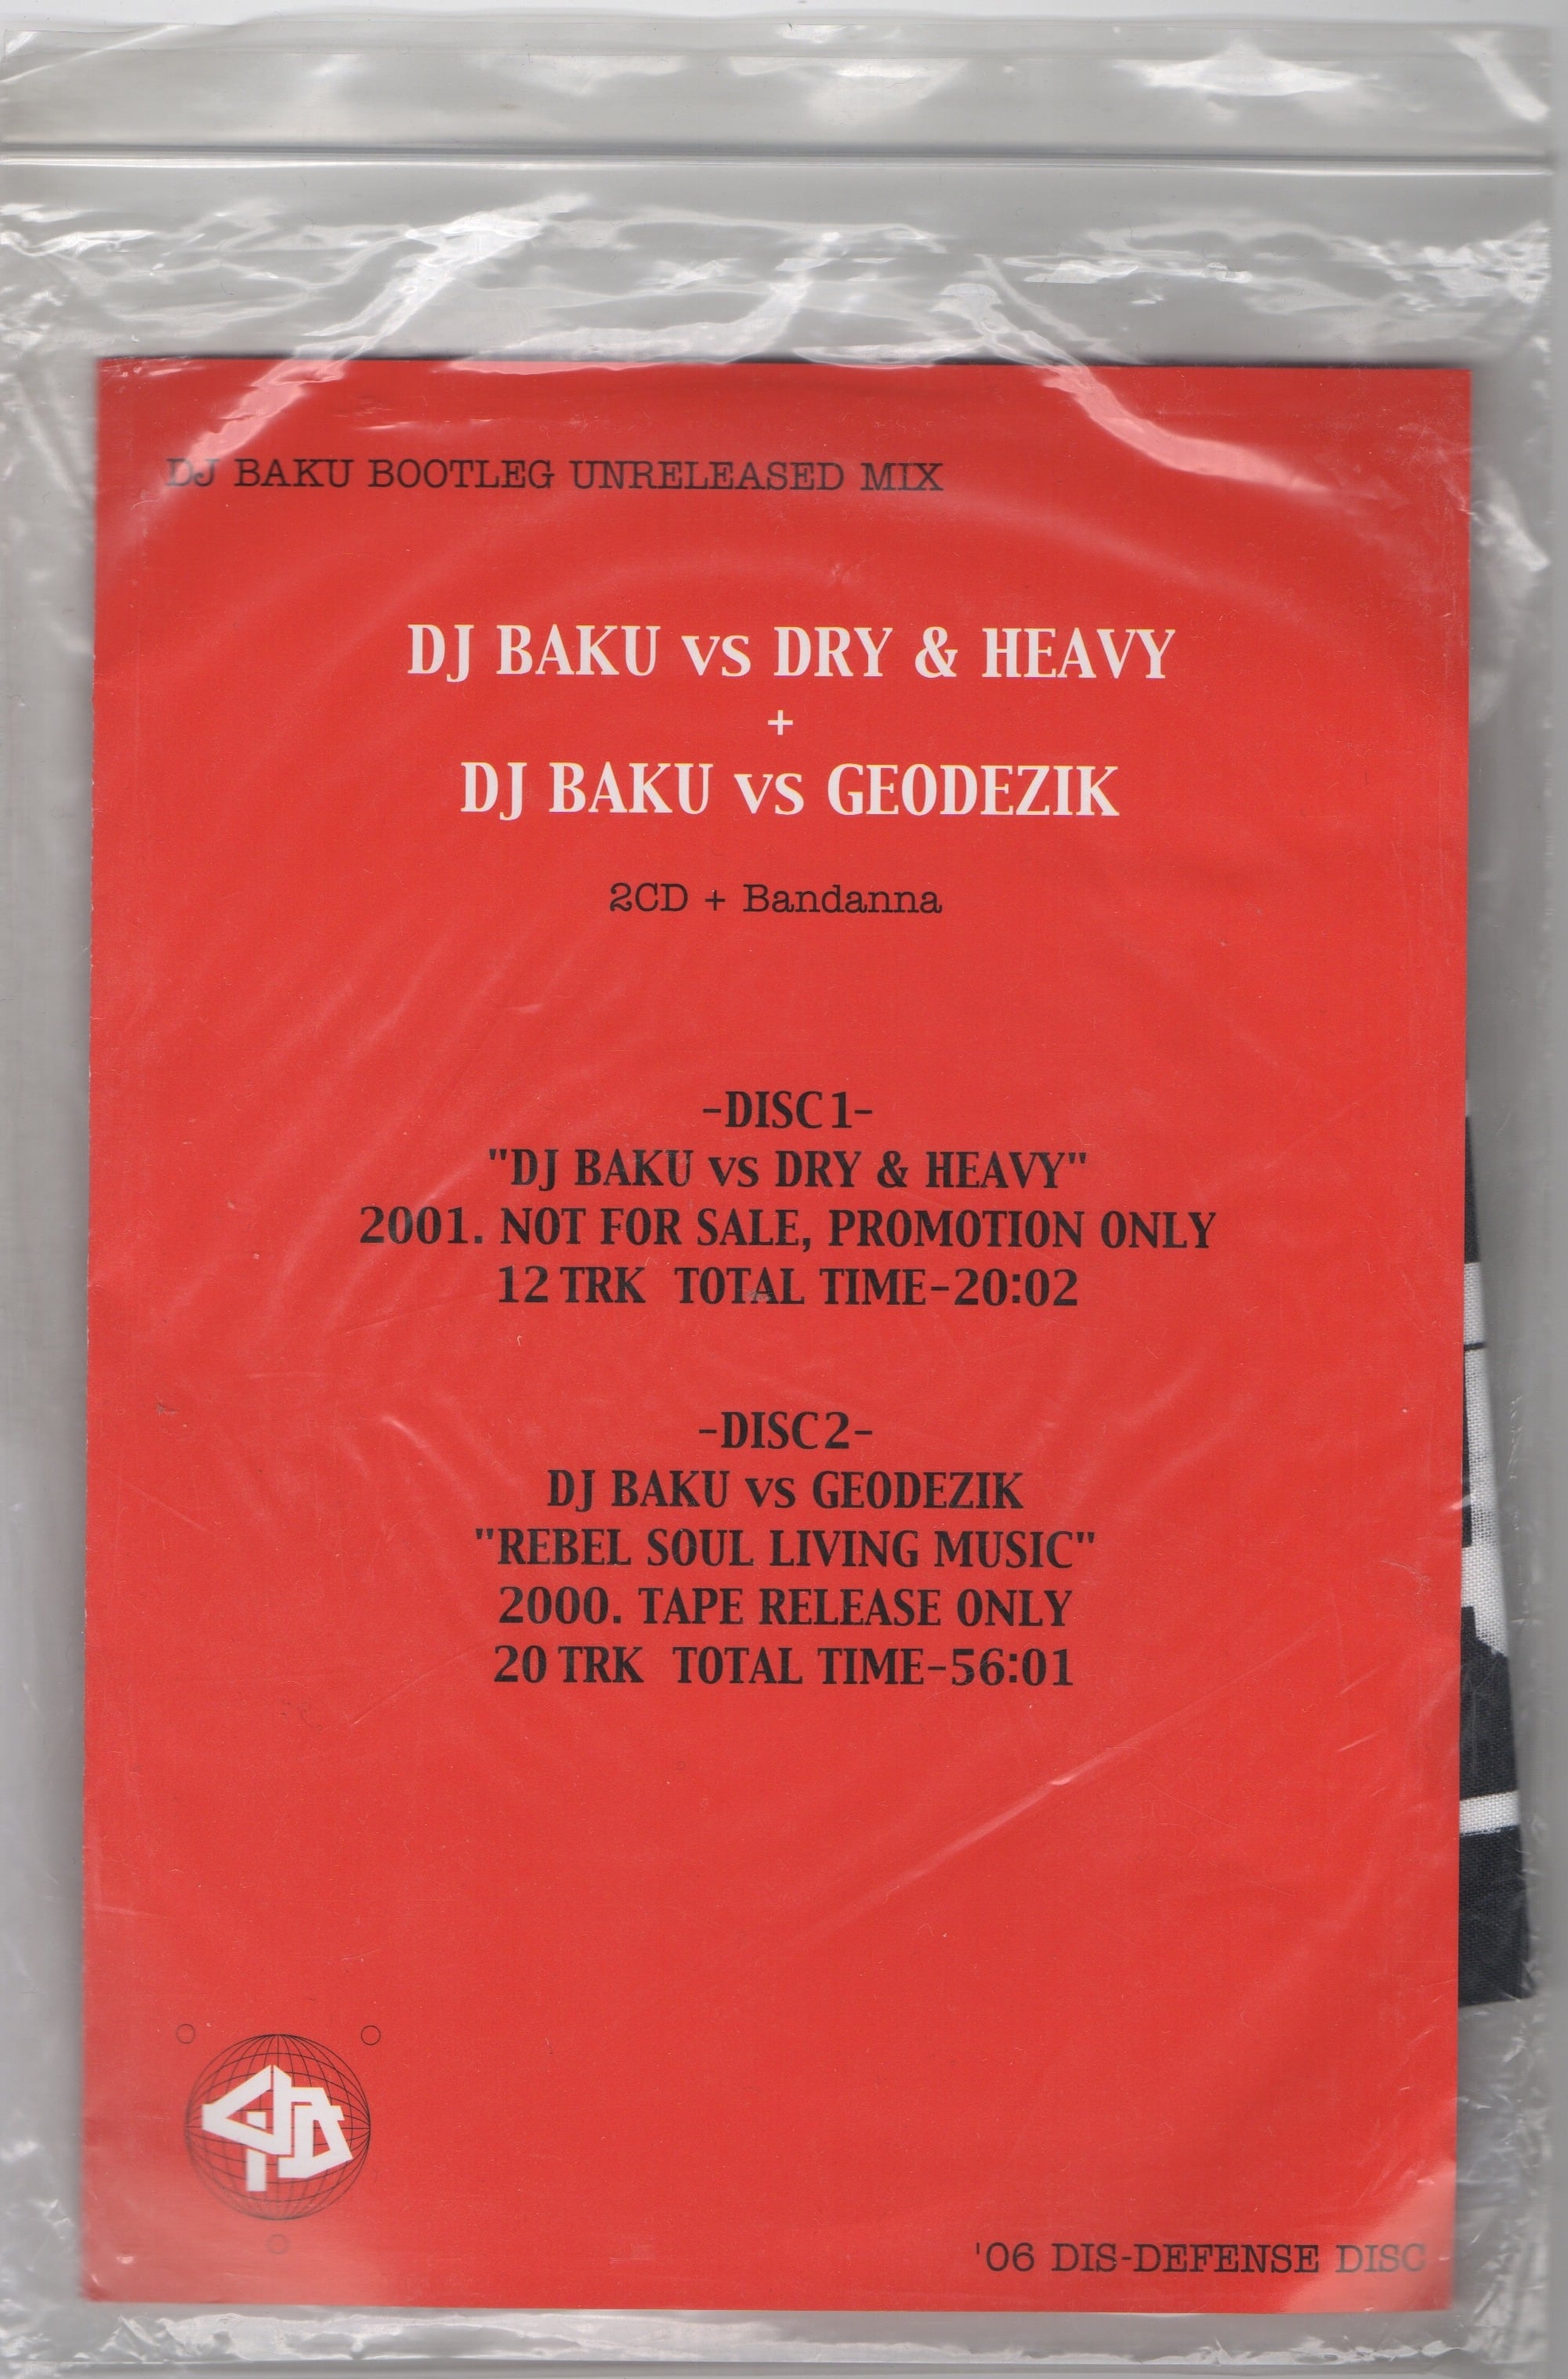 DJ BAKU BOOTLEG UNRELEASED MIX
DJ BAKU vs DRY & HEAVY
+
DJ BAKU vs GEODEZIK
2CD + Bandanna
-DISC1-
"DJ BAKU vs DRY & HEAVY"
2001. NOT FOR SALE, PROMOTION ONLY
12 TRK TOTAL TIME-20:02
-DISC2-
DJ BAKU vs GEODEZIK
"REBEL SOUL LIVING MUSIC"
2000. TAPE RELEASE ONLY
20 TRK TOTAL TIME-56:01
'06 DIS-DEFENSE DISC